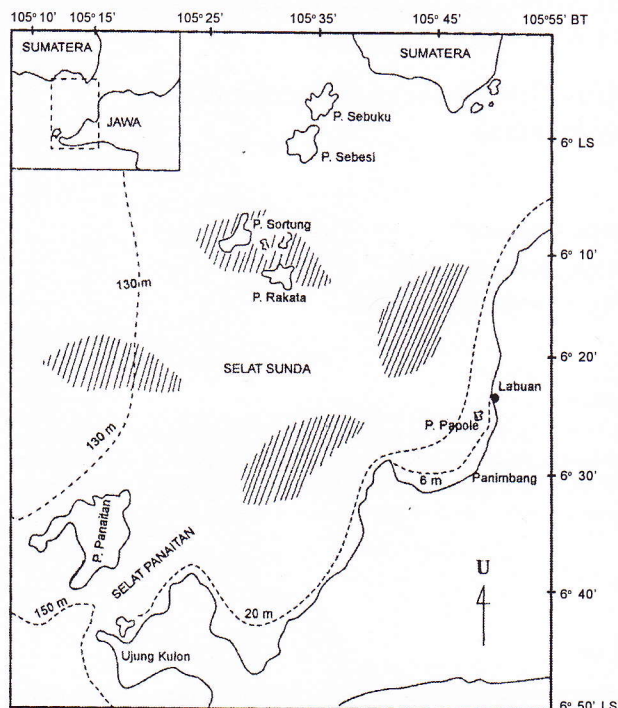 105° 10' 105° 15' 105° 25' 105° 35' 105° 45' 105° 55' BT
SUMATERA
JAWA
SUMATERA
P. Sebuku
P. Sebesi
6° LS
P. Sortung
6° 10'
130 m
P. Rakata
6° 20'
SELAT SUNDA
Labuan
P. Papole
130 m
6° 30'
6 m
Panimbang
P. Panaitan
SELAT PANAITAN
U
6° 40'
150 m
20 m
Ujung Kulon
6° 50' LS